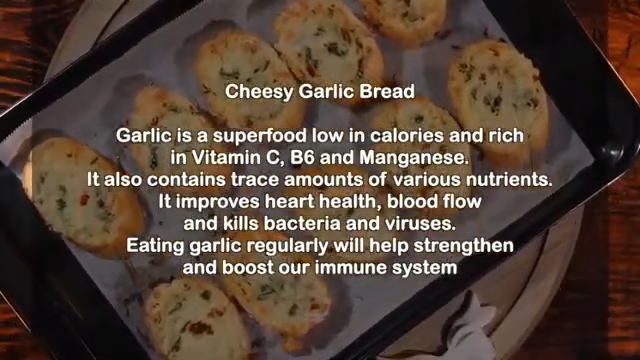 Cheesy Garlic Bread
Garlic is a superfood low in calories and rich
in Vitamin C, B6 and Manganese.
It also contains trace amounts of various nutrients.
It improves heart health, blood flow
and kills bacteria and viruses.
Eating garlic regularly will help strengthen
and boost our immune system